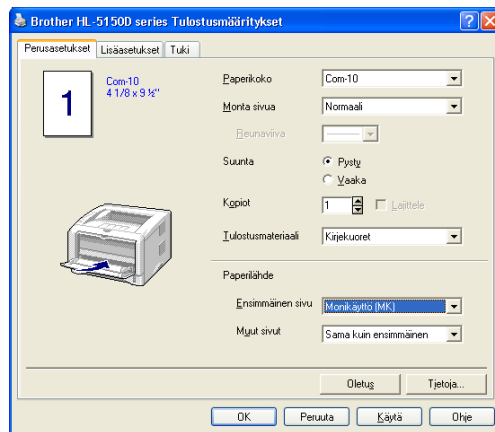 Brother HL-5150D series Tulostusmääritykset
Perusasetukset Lisäasetukset Tuki
1
Com-10
4 1/8 x 9 ½"
Paperikoko Com-10
Monta sivua Normaali
Reunaviiva
Suunta Pysty
Vaaka
Kopiot 1 Lajittele
Tulostusmateriaali Kirjekuoret
Paperilähde
Ensimmäinen sivu Monikäyttö (MK)
Muut sivut Sama kuin ensimmäinen
Oletus Tjetoja...
OK Peruuta Käytä Ohje